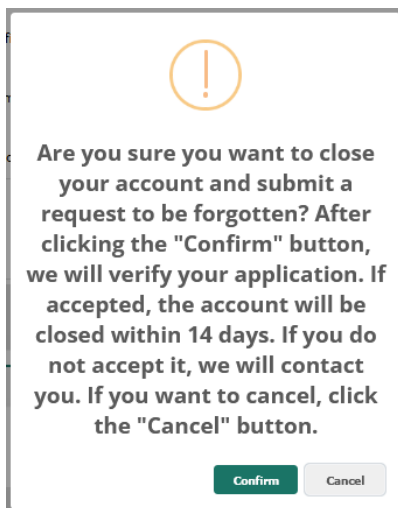 Are you sure you want to close
your account and submit a
request to be forgotten? After
clicking the "Confirm" button,
we will verify your application. If
accepted, the account will be
closed within 14 days. If you do
not accept it, we will contact
you. If you want to cancel, click
the "Cancel" button.
Confirm
Cancel